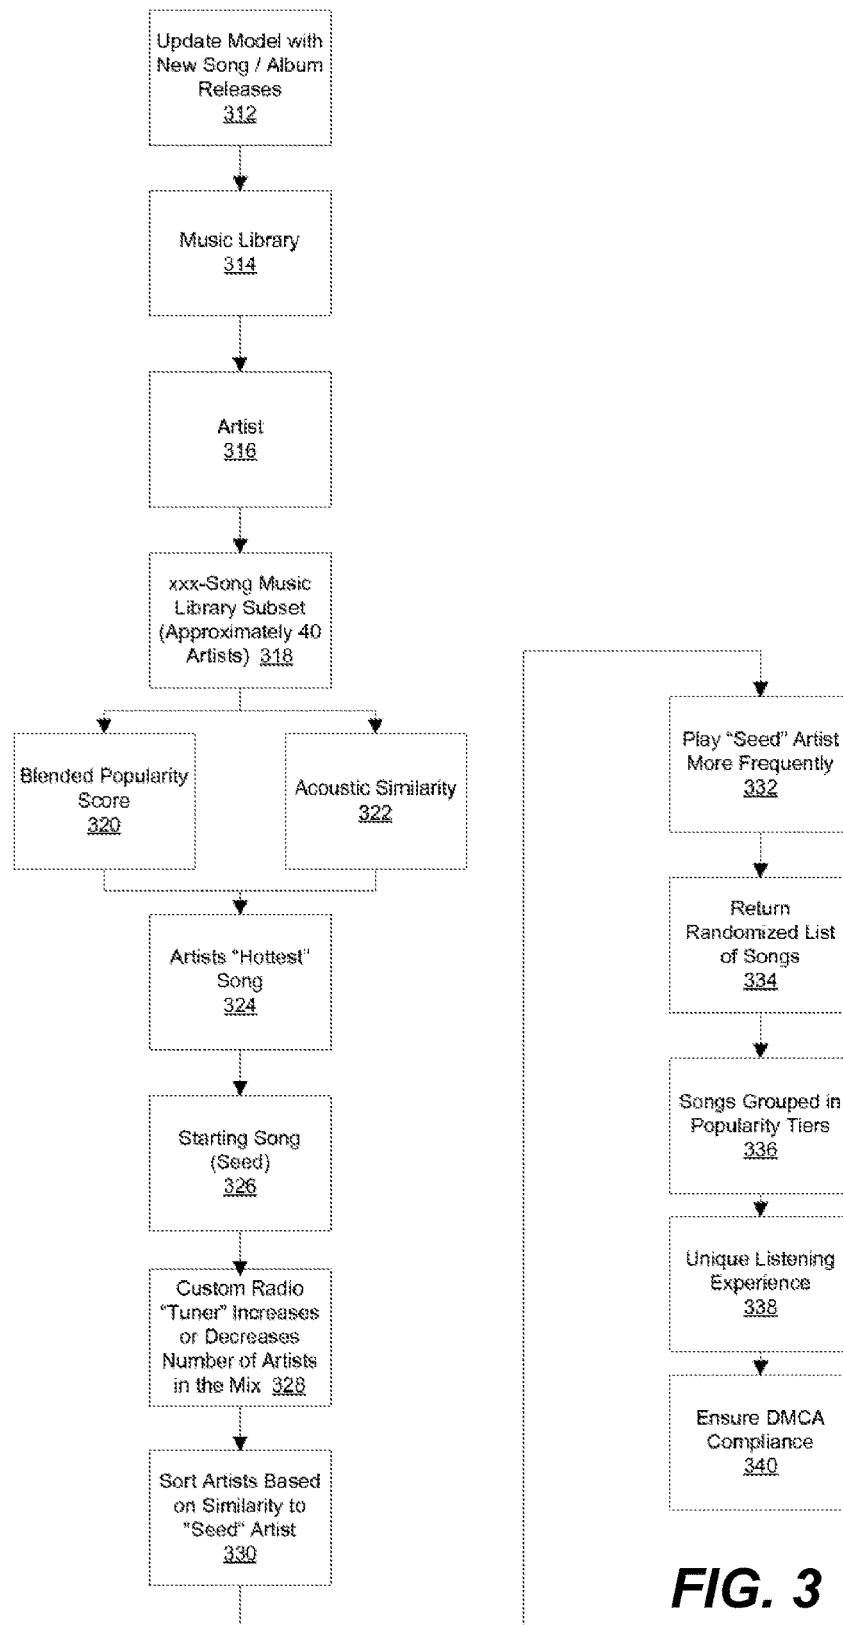 Update Model with
New Song / Album
Releases
312
Music Library
314
Artist
316
xxx-Song Music
Library Subset
(Approximately 40
Artists) 318
Blended Popularity
Score
320
Acoustic Similarity
322
Artists "Hottest"
Song
324
Starting Song
(Seed)
326
Custom Radio
"Tuner" Increases
or Decreases
Number of Artists
in the Mix 328
Sort Artists Based
on Similarity to
"Seed" Artist
330
Play "Seed" Artist
More Frequently
332
Return
Randomized List
of Songs
334
Songs Grouped in
Popularity Tiers
336
Unique Listening
Experience
338
Ensure DMCA
Compliance
340
FIG. 3